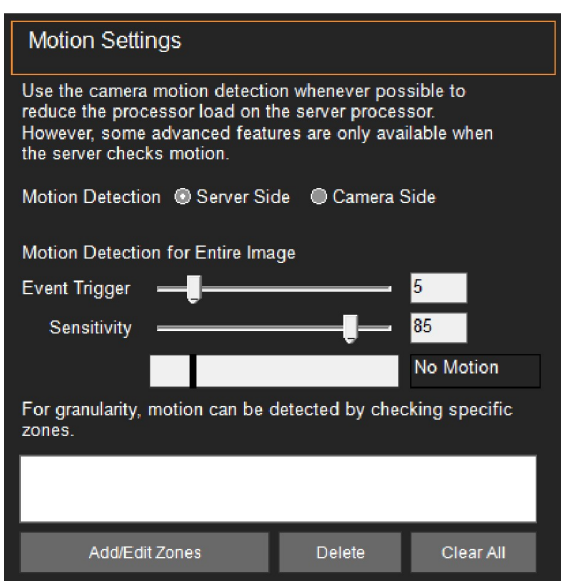 Motion Settings
Use the camera motion detection whenever possible to
reduce the processor load on the server processor.
However, some advanced features are only available when
the server checks motion.
Motion Detection Server Side Camera Side
Motion Detection for Entire Image
Event Trigger 5
Sensitivity 85
No Motion
For granularity, motion can be detected by checking specific
zones.
Add/Edit Zones Delete Clear All